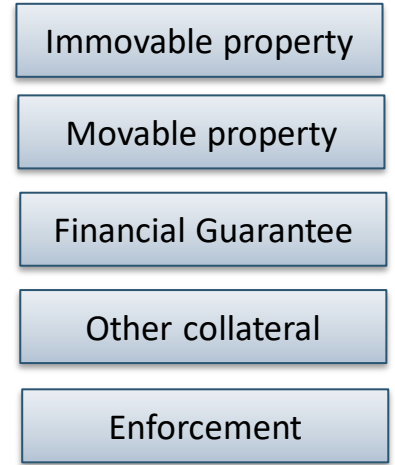 Immovable property
Movable property
Financial Guarantee
Other collateral
Enforcement